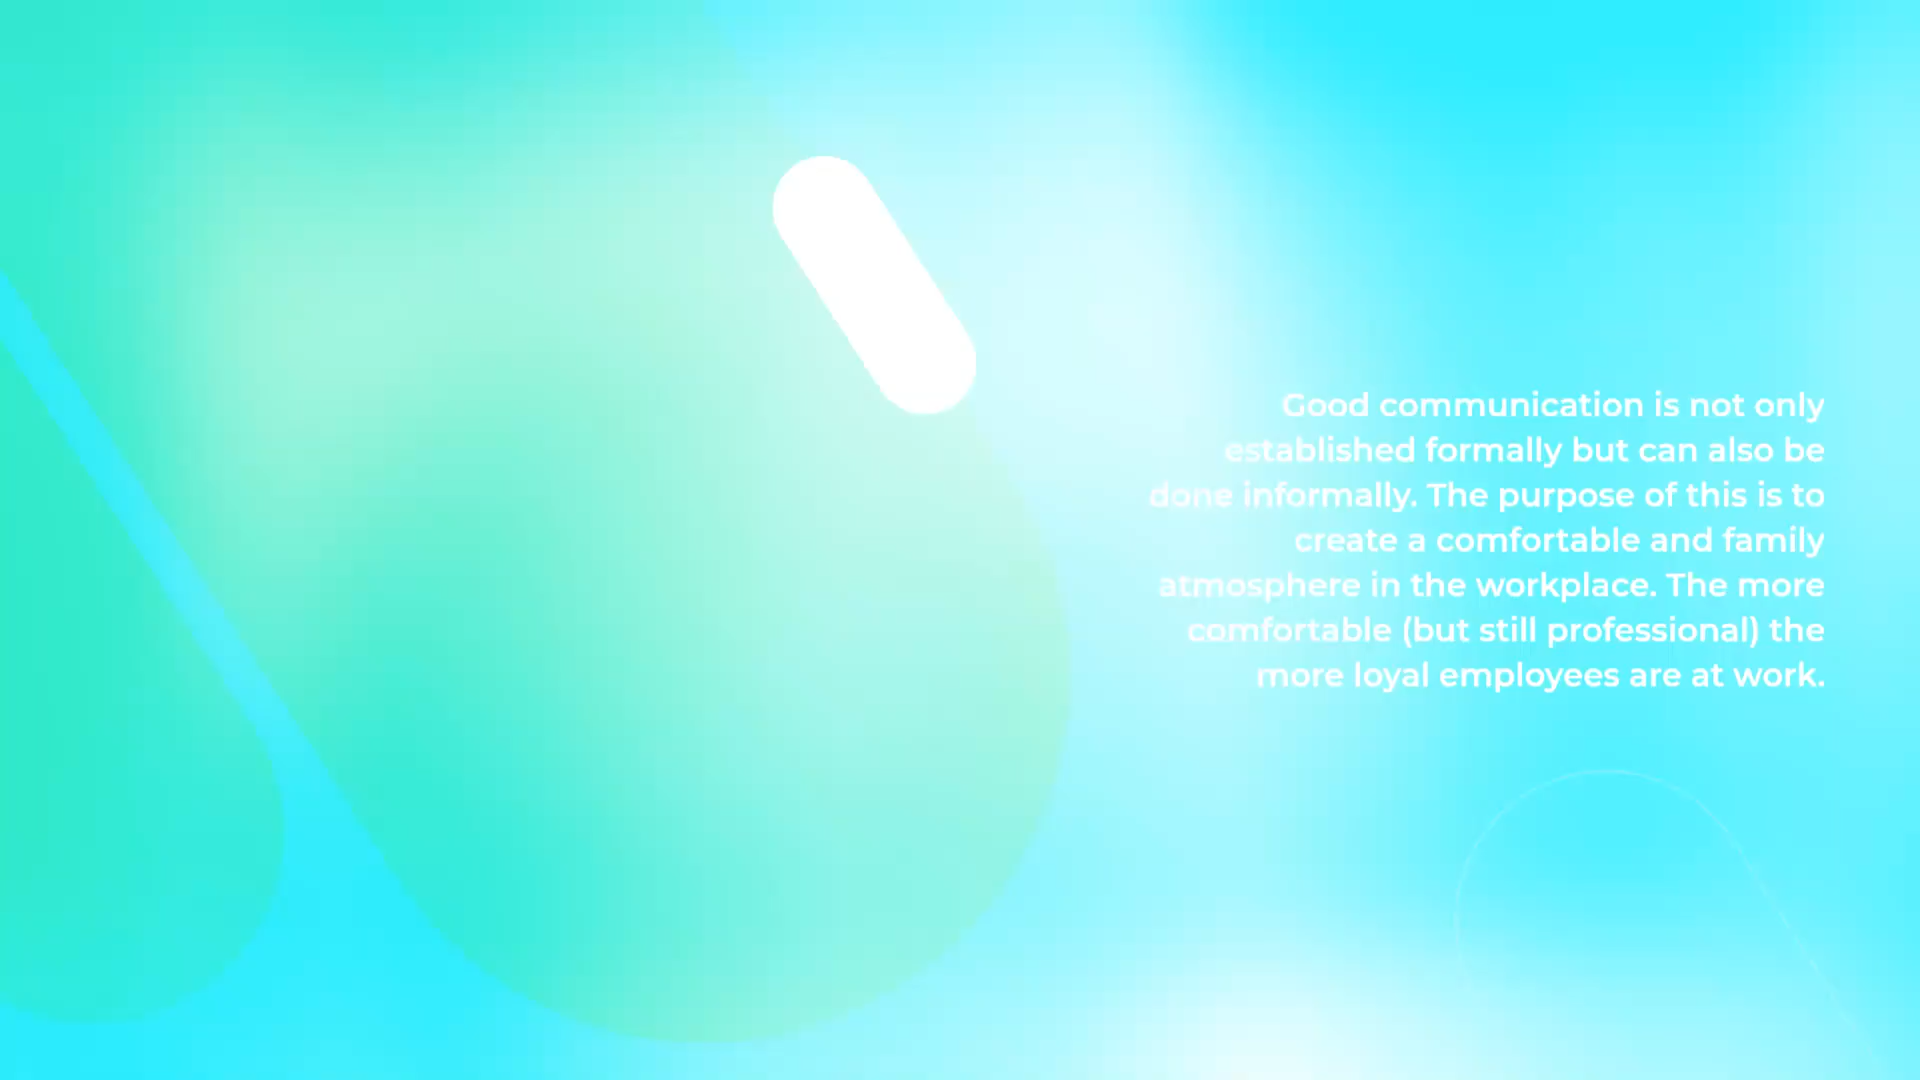 Good communication is not only
established formally but can also be
done informally. The purpose of this is to
create a comfortable and family
atmosphere in the workplace. The more
comfortable (but still professional) the
more loyal employees are at work.